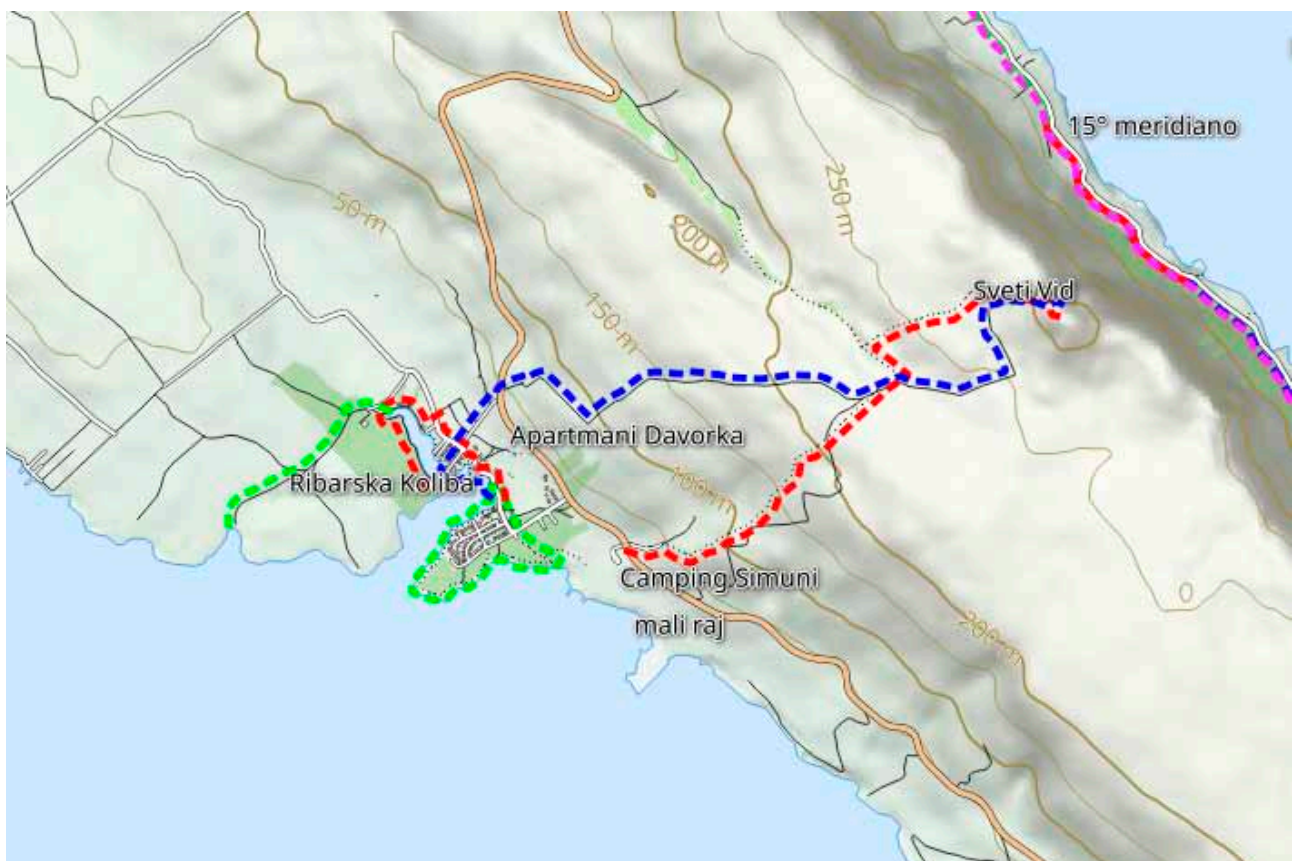 15° meridiano
250 m
50 m
200 m
Sveti Vid
150 m
Apartmani Davorka
Ribarska Koliba
100 m
Camping Simuni
0
mali raj
200 m